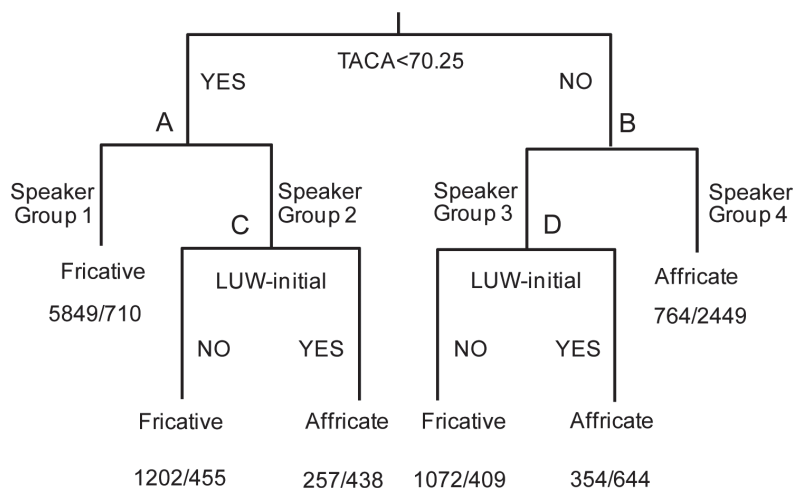 TACA<70.25
YES
NO
A
B
Speaker
Group 1
Speaker
Group 2
Speaker
Group 3
Speaker
Group 4
C
D
Fricative
5849/710
LUW-initial
LUW-initial
Affricate
764/2449
NO
YES
NO
YES
Fricative
Affricate
Fricative
Affricate
1202/455
257/438
1072/409
354/644